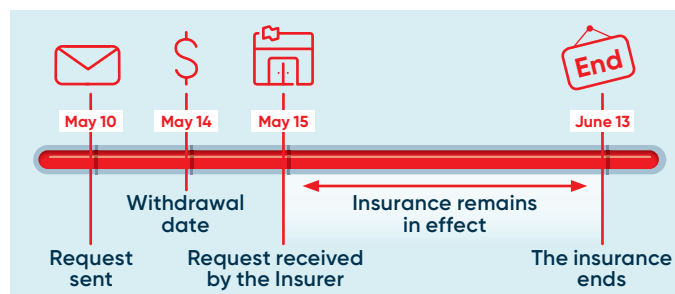 End
May 10
May 14
May 15
June 13
Withdrawal
date
Insurance remains
in effect
Request
sent
Request received
by the Insurer
The insurance
ends